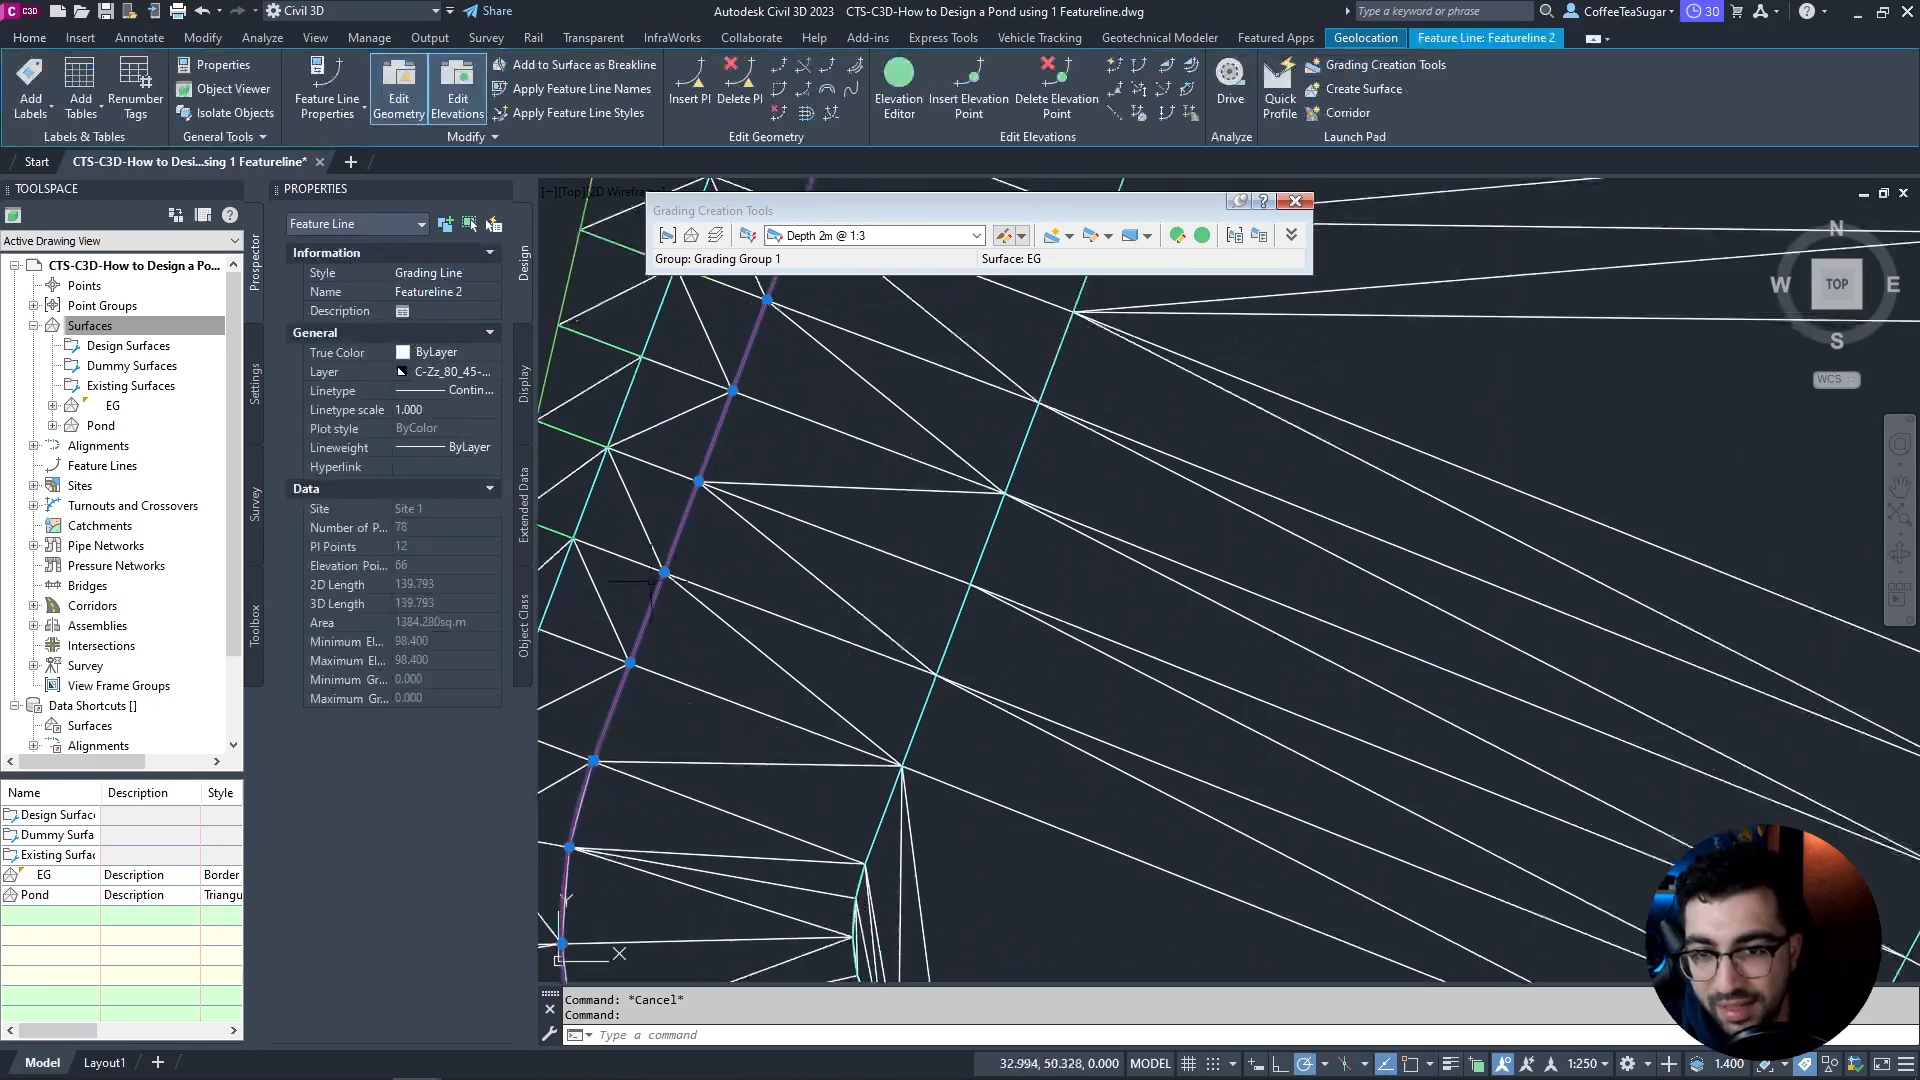 C3D
Civil 3D
Share
Autodesk Civil 3D 2023 CTS-C3D-How to Design a Pond using 1 Featureline.dwg
Type a keyword or phrase
CoffeeTeaSugar
30
Home Insert Annotate Modify Analyze View Manage Output Survey Rail Transparent InfraWorks Collaborate Help Add-ins Express Tools Vehicle Tracking Geotechnical Modeler Featured Apps Geolocation Feature Line: Featureline 2
Add Labels
Add Tables
Renumber Tags
Properties
Object Viewer
Isolate Objects
Feature Line Properties
Edit Geometry
Edit Elevations
Add to Surface as Breakline
Apply Feature Line Names
Apply Feature Line Styles
Insert PI
Delete PI
Elevation Editor
Insert Elevation Point
Delete Elevation Point
Drive
Quick Profile
Grading Creation Tools
Create Surface
Corridor
Labels & Tables
General Tools
Modify
Edit Geometry
Edit Elevations
Analyze
Launch Pad
Start
CTS-C3D-How to Desi...sing 1 Featureline*
TOOLSPACE
Active Drawing View
CTS-C3D-How to Design a Po...
Points
Point Groups
Surfaces
Design Surfaces
Dummy Surfaces
Existing Surfaces
EG
Pond
Alignments
Feature Lines
Sites
Turnouts and Crossovers
Catchments
Pipe Networks
Pressure Networks
Bridges
Corridors
Assemblies
Intersections
Survey
View Frame Groups
Data Shortcuts []
Surfaces
Alignments
Prospector
Settings
Survey
Toolbox
Name Description Style
Design Surfac
Dummy Surfa
Existing Surfac
EG Description Border
Pond Description Triangu
PROPERTIES
Feature Line
Information
Style Grading Line
Name Featureline 2
Description
General
True Color ByLayer
Layer C-Zz_80_45-...
Linetype Contin...
Linetype scale 1.000
Plot style ByColor
Lineweight ByLayer
Hyperlink
Data
Site Site 1
Number of P... 78
PI Points 12
Elevation Poi... 66
2D Length 139.793
3D Length 139.793
Area 1384.280sq.m
Minimum El... 98.400
Maximum El... 98.400
Minimum Gr... 0.000
Maximum Gr... 0.000
Design
Display
Extended Data
Object Class
[−][Top][2D Wirefra
Grading Creation Tools
Depth 2m @ 1:3
Group: Grading Group 1
Surface: EG
N
W
TOP
E
S
WCS
Y
X
Command: *Cancel*
Command:
Type a command
Model
Layout1
32.994, 50.328, 0.000
MODEL
1:250
1.400